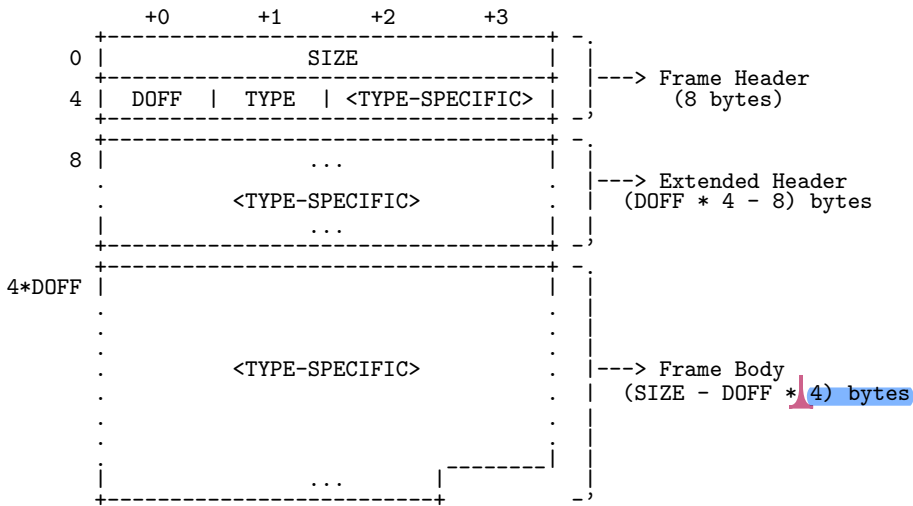 +0 +1 +2 +3
+-----------------------------------+ -.
0 | SIZE | |
+-----------------------------------+ |---> Frame Header
4 | DOFF | TYPE | <TYPE-SPECIFIC> | | (8 bytes)
+-----------------------------------+ -'
+-----------------------------------+ -.
8 | ... | |
. . |---> Extended Header
. <TYPE-SPECIFIC> . | (DOFF * 4 - 8) bytes
| ... | |
+-----------------------------------+ -'
+-----------------------------------+ -.
4*DOFF | | |
. . |
. . |
. . |
. <TYPE-SPECIFIC> . |---> Frame Body
. . | (SIZE - DOFF * 4) bytes
. . |
. . |
. ________| |
| ... | |
+--------------------------+ -'